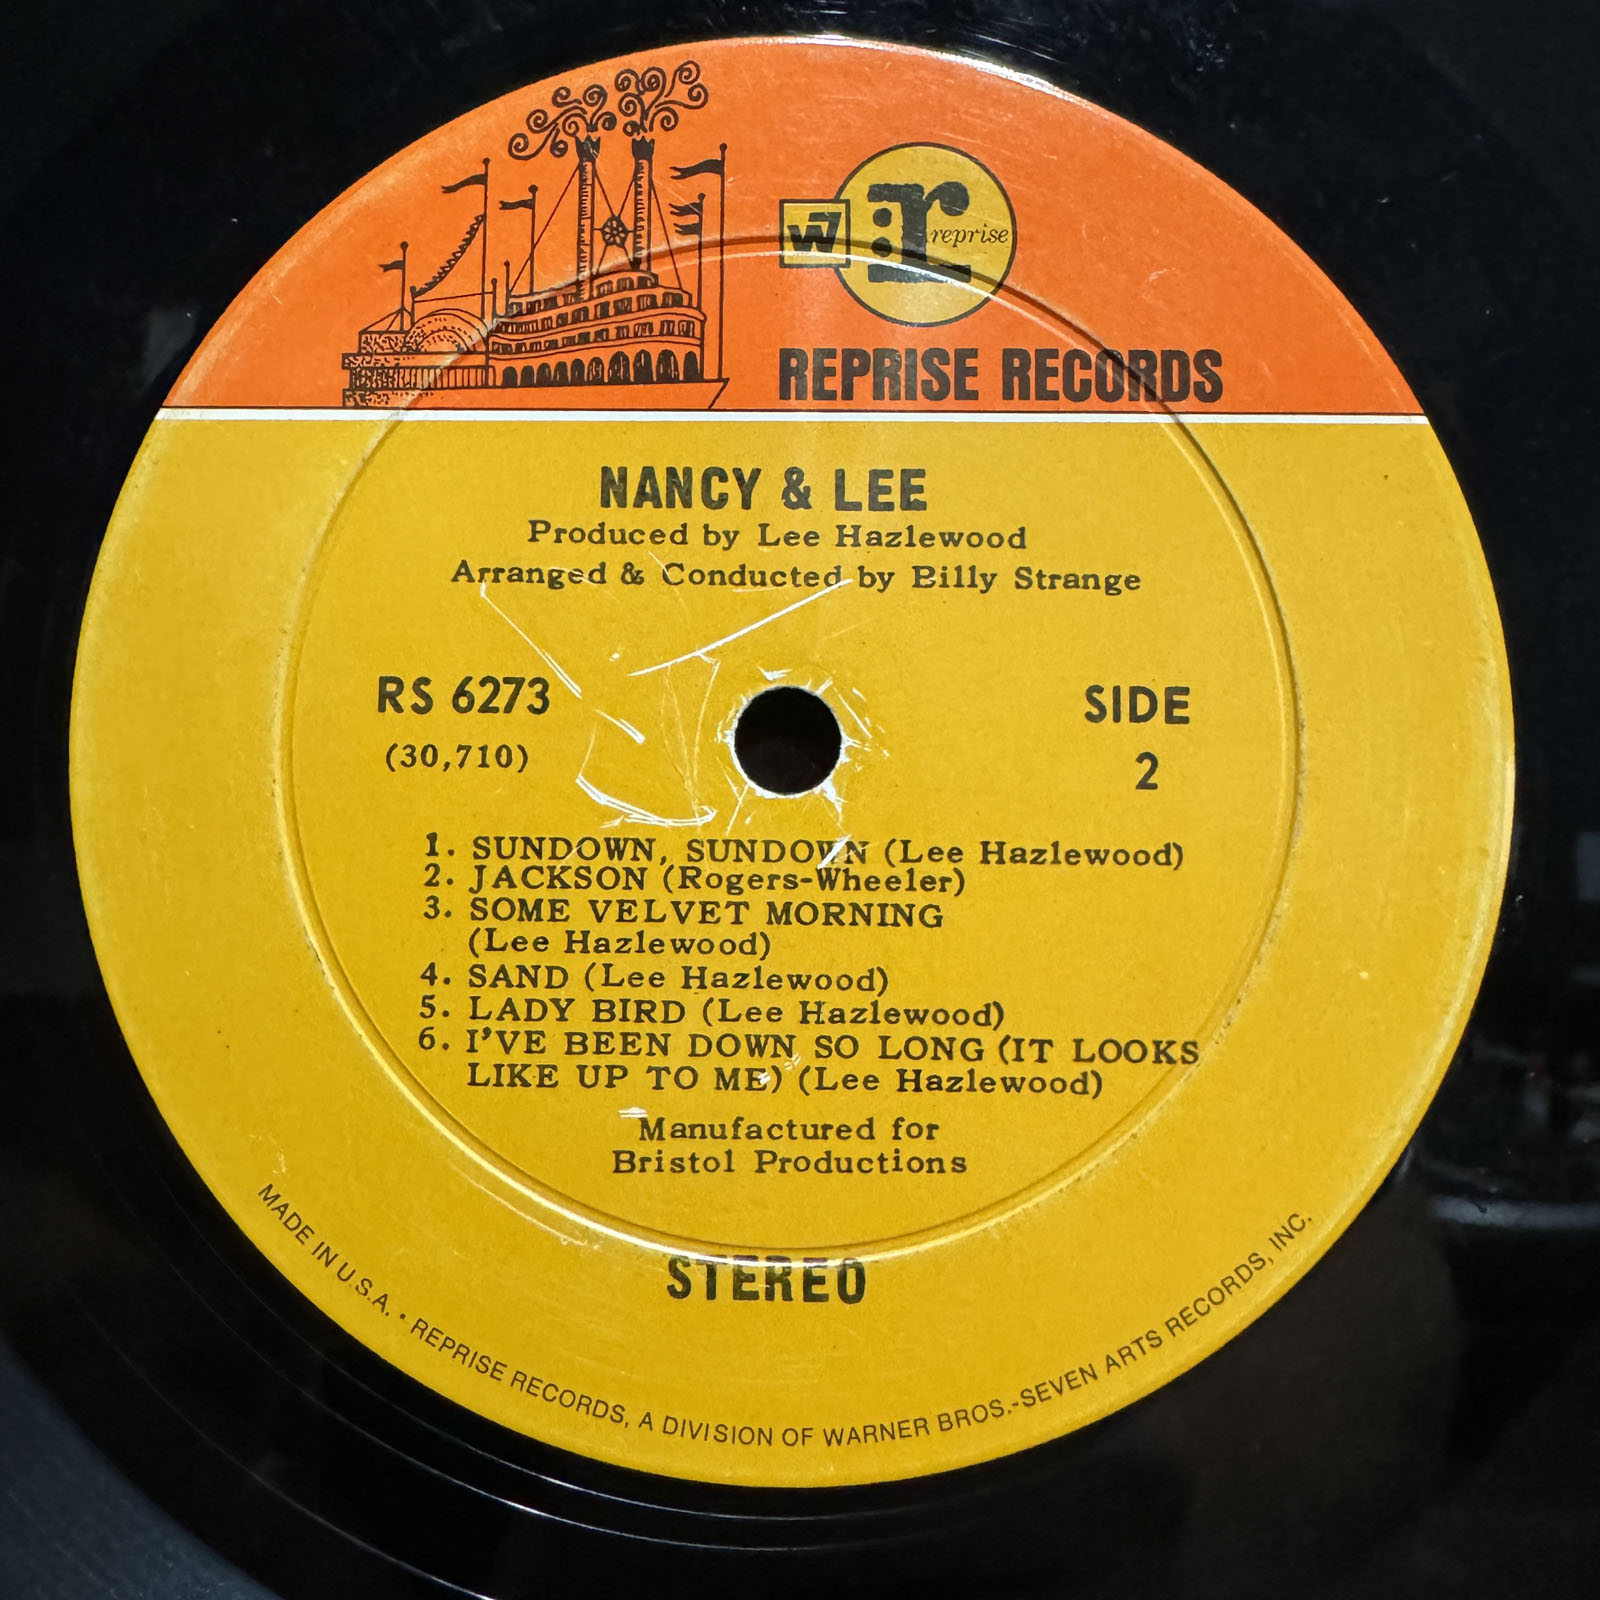 W7
r:
reprise
REPRISE RECORDS
NANCY & LEE
Produced by Lee Hazlewood
Arranged & Conducted by Billy Strange
RS 6273
(30,710)
SIDE
2
1. SUNDOWN, SUNDOWN (Lee Hazlewood)
2. JACKSON (Rogers-Wheeler)
3. SOME VELVET MORNING
(Lee Hazlewood)
4. SAND (Lee Hazlewood)
5. LADY BIRD (Lee Hazlewood)
6. I'VE BEEN DOWN SO LONG (IT LOOKS
LIKE UP TO ME) (Lee Hazlewood)
Manufactured for
Bristol Productions
STEREO
MADE IN U.S.A. · REPRISE RECORDS, A DIVISION OF WARNER BROS.-SEVEN ARTS RECORDS, INC.